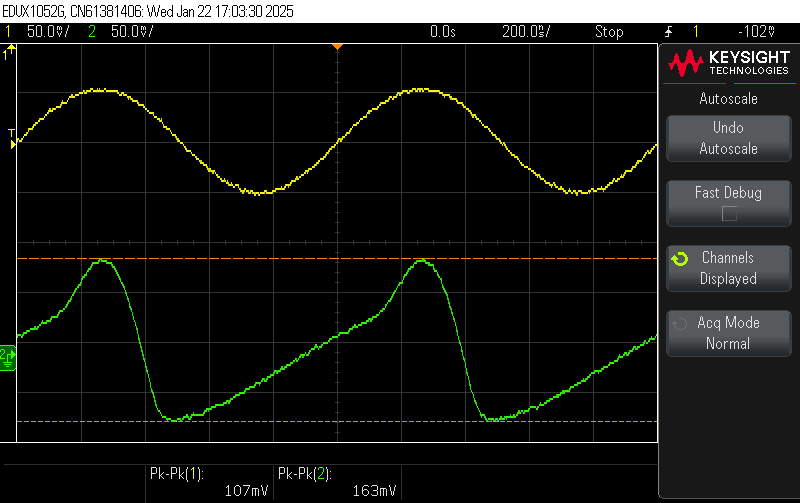 EDUX1052G, CN61381406: Wed Jan 22 17:03:30 2025
1 50.0V/ 2 50.0V/ 0.0s 200.0s/ Stop 1 -102V
KEYSIGHT
TECHNOLOGIES
Autoscale
Undo
Autoscale
Fast Debug
Channels
Displayed
Acq Mode
Normal
1
T
2
Pk-Pk(1): Pk-Pk(2):
107mV 163mV